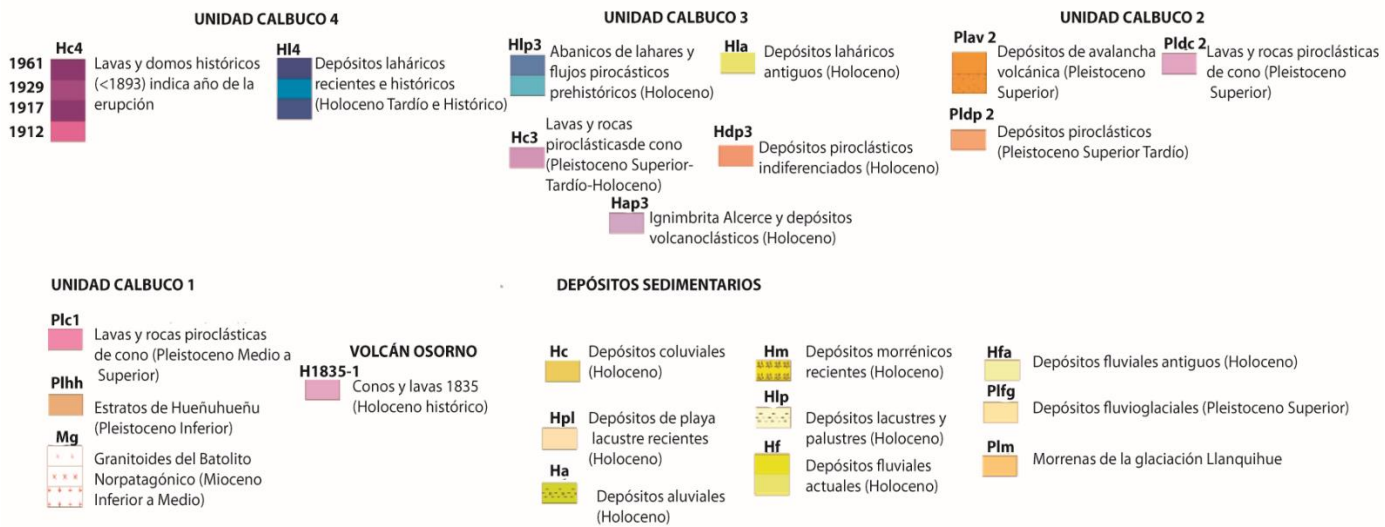 UNIDAD CALBUCO 4
Hc4
1961
1929
1917
1912
Lavas y domos históricos
(<1893) indica año de la
erupción
Hl4
Depósitos laháricos
recientes e históricos
(Holoceno Tardío e Histórico)
UNIDAD CALBUCO 3
Hlp3
Abanicos de lahares y
flujos pirocásticos
prehistóricos (Holoceno)
Hla
Depósitos laháricos
antiguos (Holoceno)
Hc3
Lavas y rocas
piroclásticasde cono
(Pleistoceno Superior-
Tardío-Holoceno)
Hdp3
Depósitos piroclásticos
indiferenciados (Holoceno)
Hap3
Ignimbrita Alcerce y depósitos
volcanoclásticos (Holoceno)
UNIDAD CALBUCO 2
Plav 2
Depósitos de avalancha
volcánica (Pleistoceno
Superior)
Pldc 2
Lavas y rocas piroclásticas
de cono (Pleistoceno
Superior)
Pldp 2
Depósitos piroclásticos
(Pleistoceno Superior Tardío)
UNIDAD CALBUCO 1
Plc1
Lavas y rocas piroclásticas
de cono (Pleistoceno Medio a
Superior)
Plhh
Estratos de Hueñuhueñu
(Pleistoceno Inferior)
Mg
Granitoides del Batolito
Norpatagónico (Mioceno
Inferior a Medio)
VOLCÁN OSORNO
H1835-1
Conos y lavas 1835
(Holoceno histórico)
DEPÓSITOS SEDIMENTARIOS
Hc
Depósitos coluviales
(Holoceno)
Hpl
Depósitos de playa
lacustre recientes
(Holoceno)
Ha
Depósitos aluviales
(Holoceno)
Hm
Depósitos morrénicos
recientes (Holoceno)
Hlp
Depósitos lacustres y
palustres (Holoceno)
Hf
Depósitos fluviales
actuales (Holoceno)
Hfa
Depósitos fluviales antiguos (Holoceno)
Plfg
Depósitos fluvioglaciales (Pleistoceno Superior)
Plm
Morrenas de la glaciación Llanquihue